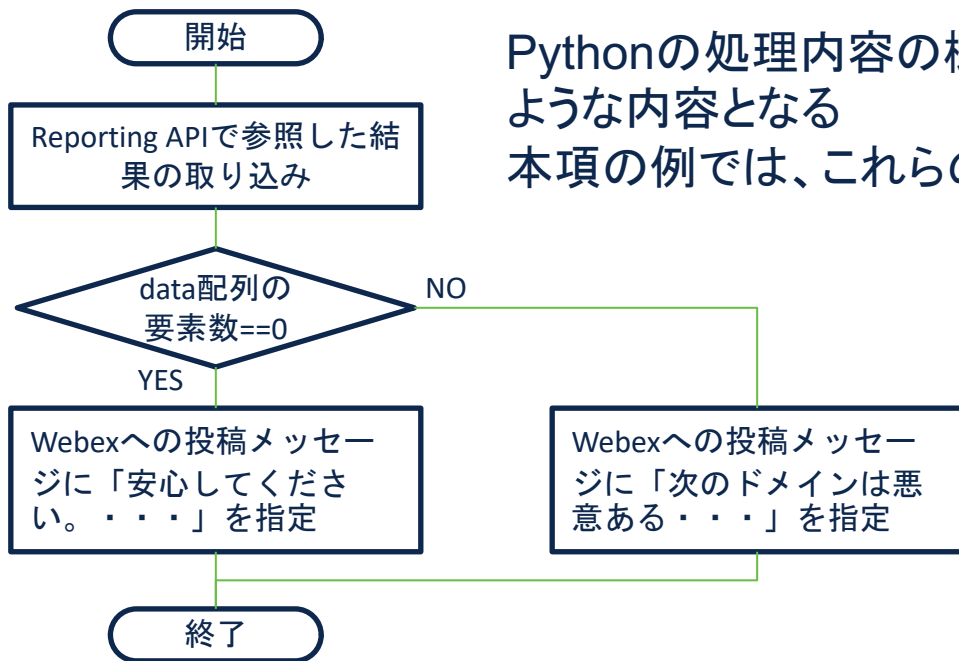 開始
Pythonの処理内容の
ような内容となる
本項の例では、これらの
Reporting APIで参照した結
果の取り込み
data配列の
要素数==0
NO
YES
Webexへの投稿メッセー
ジに「安心してくださ
い。・・・」を指定
Webexへの投稿メッセー
ジに「次のドメインは悪
意ある・・・」を指定
終了